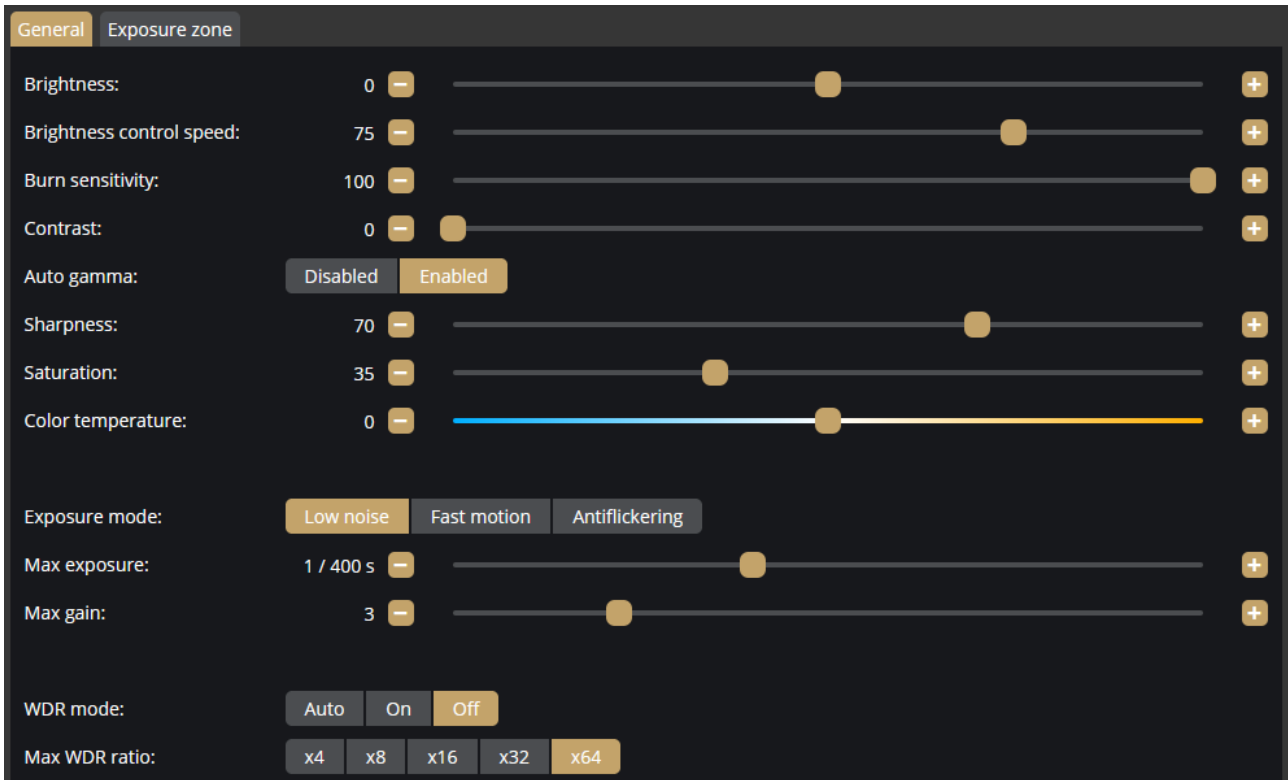 General Exposure zone
Brightness: 0
Brightness control speed: 75
Burn sensitivity: 100
Contrast: 0
Auto gamma: Disabled Enabled
Sharpness: 70
Saturation: 35
Color temperature: 0
Exposure mode: Low noise Fast motion Antiflickering
Max exposure: 1 / 400 s
Max gain: 3
WDR mode: Auto On Off
Max WDR ratio: x4 x8 x16 x32 x64